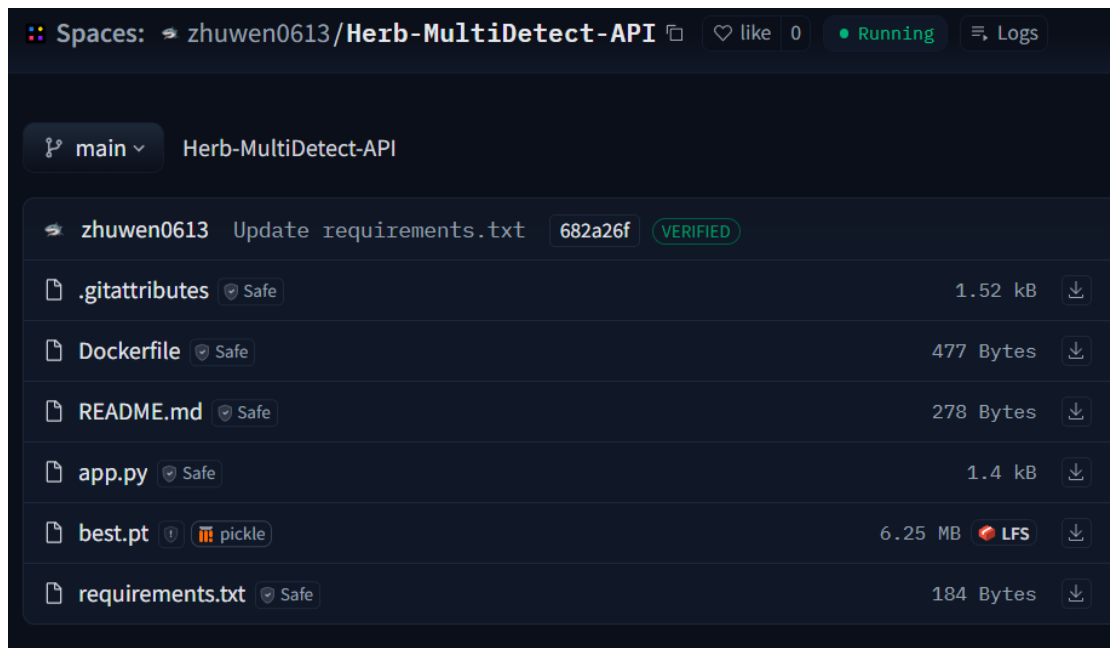 Spaces: zhuwen0613/Herb-MultiDetect-API like 0 Running Logs
main Herb-MultiDetect-API
zhuwen0613 Update requirements.txt 682a26f VERIFIED
.gitattributes Safe 1.52 kB
Dockerfile Safe 477 Bytes
README.md Safe 278 Bytes
app.py Safe 1.4 kB
best.pt pickle 6.25 MB LFS
requirements.txt Safe 184 Bytes